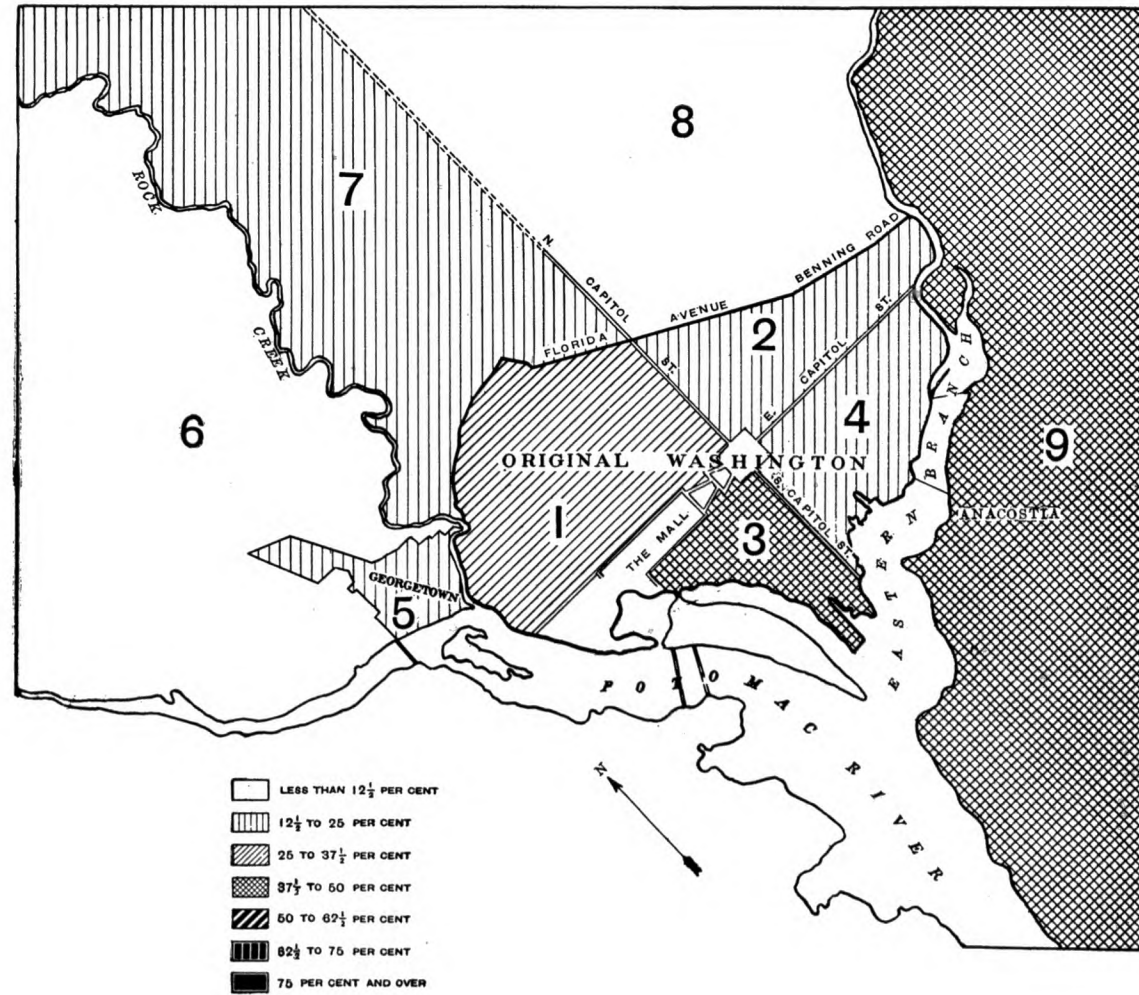 8
7
ROCK
CREEK
6
N. CAPITOL ST.
FLORIDA AVENUE BENNING ROAD
2
E. CAPITOL ST.
4
9
ORIGINAL WASHINGTON
1
THE MALL
3
S. CAPITOL ST.
ANACOSTIA
EASTERN BRANCH
GEORGETOWN
5
POTOMAC RIVER
N
LESS THAN 12½ PER CENT
12½ TO 25 PER CENT
25 TO 37½ PER CENT
37½ TO 50 PER CENT
50 TO 62½ PER CENT
62½ TO 75 PER CENT
75 PER CENT AND OVER